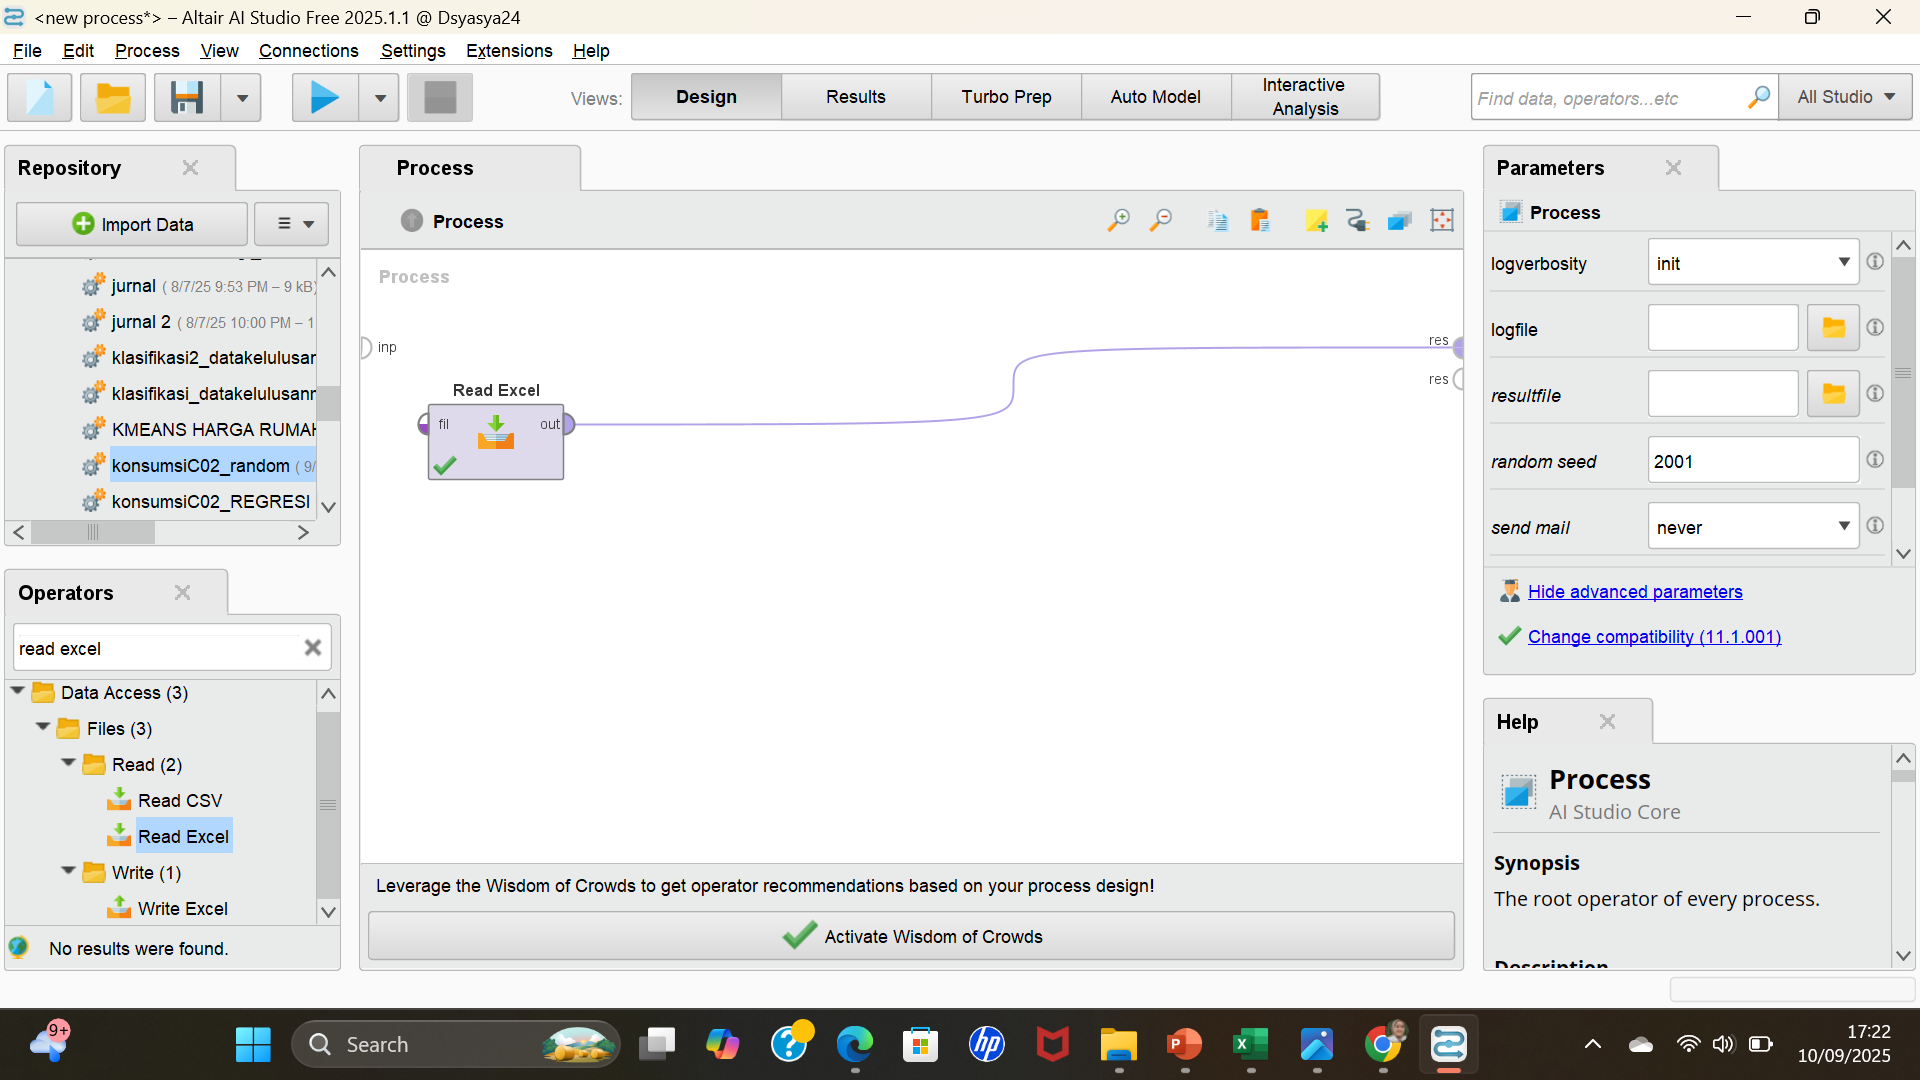 <new process*> – Altair AI Studio Free 2025.1.1 @ Dsyasya24
File Edit Process View Connections Settings Extensions Help
Views: Design Results Turbo Prep Auto Model Interactive Analysis
Find data, operators...etc All Studio
Repository
Import Data
jurnal ( 8/7/25 9:53 PM – 9 kB)
jurnal 2 ( 8/7/25 10:00 PM – 1
klasifikasi2_datakelulusan
klasifikasi_datakelulusann
KMEANS HARGA RUMAH
konsumsiC02_random ( 9/
konsumsiC02_REGRESI
Operators
read excel
Data Access (3)
Files (3)
Read (2)
Read CSV
Read Excel
Write (1)
Write Excel
No results were found.
Process
Process
Process
inp
Read Excel
fil out
res
res
Leverage the Wisdom of Crowds to get operator recommendations based on your process design!
Activate Wisdom of Crowds
Parameters
Process
logverbosity init
logfile
resultfile
random seed 2001
send mail never
Hide advanced parameters
Change compatibility (11.1.001)
Help
Process
AI Studio Core
Synopsis
The root operator of every process.
Description
9+
Search
17:22
10/09/2025